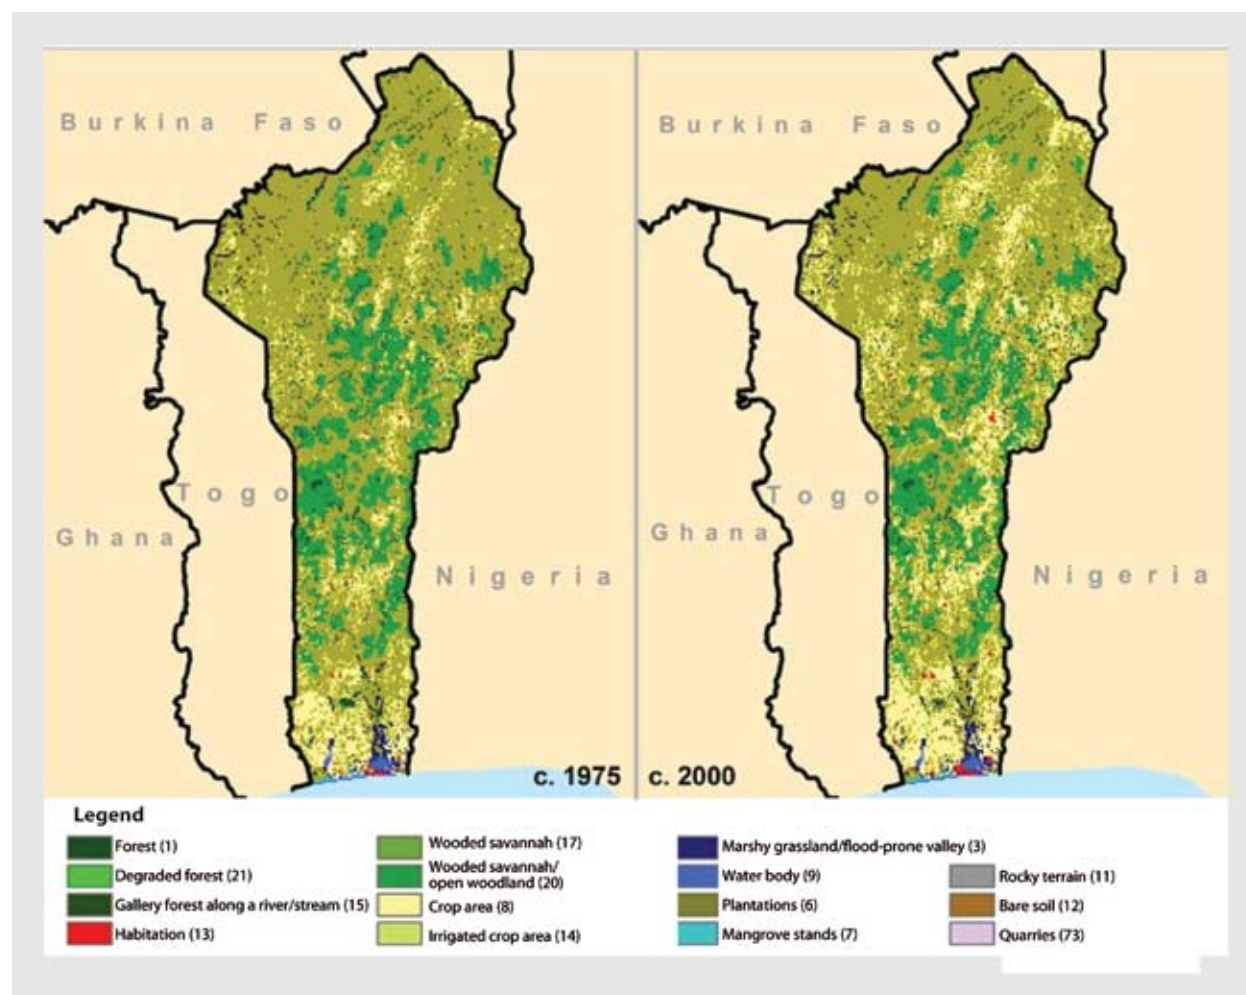 Burkina Faso
Burkina Faso
Togo
Togo
Ghana
Ghana
Nigeria
Nigeria
c. 1975
c. 2000
Legend
Forest (1)
Degraded forest (21)
Gallery forest along a river/stream (15)
Habitation (13)
Wooded savannah (17)
Wooded savannah/
open woodland (20)
Crop area (8)
Irrigated crop area (14)
Marshy grassland/flood-prone valley (3)
Water body (9)
Plantations (6)
Mangrove stands (7)
Rocky terrain (11)
Bare soil (12)
Quarries (73)